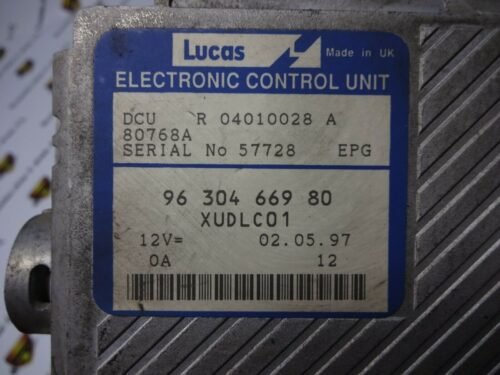 Lucas Made in UK
ELECTRONIC CONTROL UNIT
DCU R 04010028 A
80768A
SERIAL No 57728 EPG
96 304 669 80
XUDLC01
12V= 02.05.97
0A 12